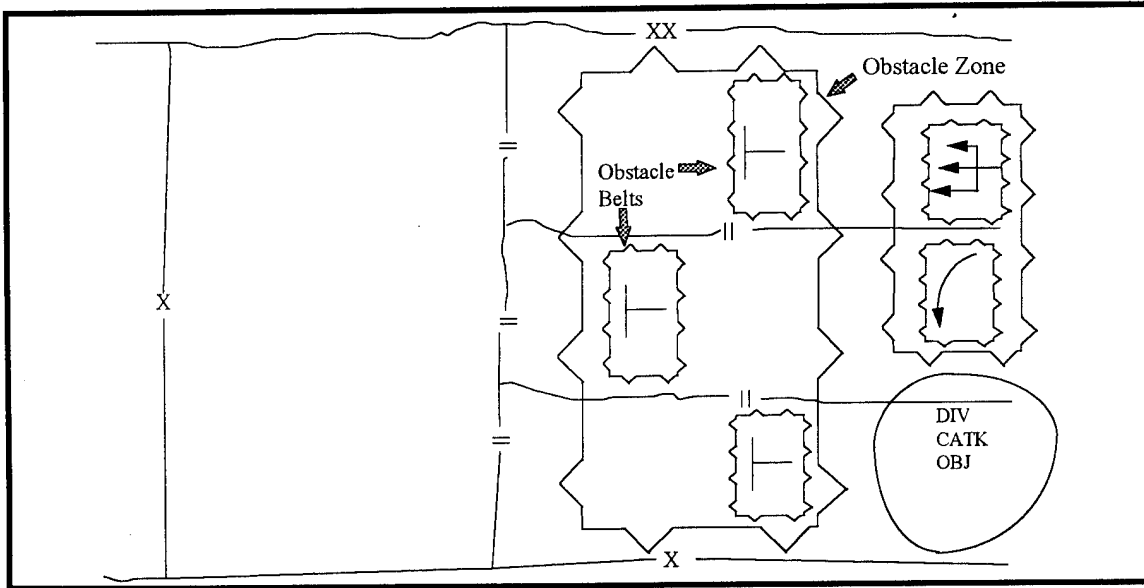 XX
Obstacle Zone
||
Obstacle
Belts
||
X
||
||
DIV
CATK
OBJ
||
X